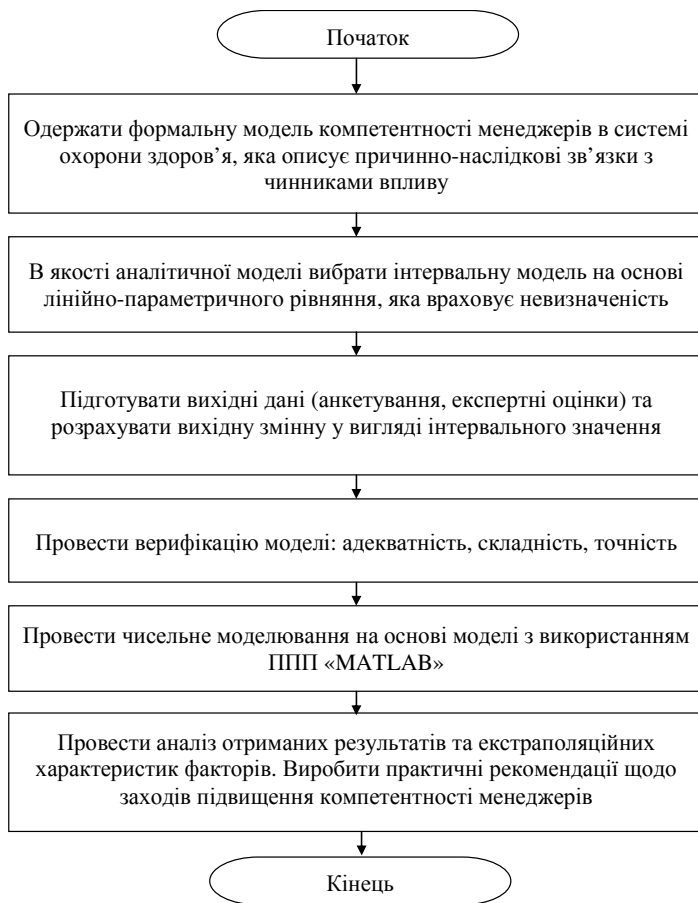 Початок
Одержати формальну модель компетентності менеджерів в системі
охорони здоров’я, яка описує причинно-наслідкові зв’язки з
чинниками впливу
В якості аналітичної моделі вибрати інтервальну модель на основі
лінійно-параметричного рівняння, яка враховує невизначеність
Підготувати вихідні дані (анкетування, експертні оцінки) та
розрахувати вихідну змінну у вигляді інтервального значення
Провести верифікацію моделі: адекватність, складність, точність
Провести чисельне моделювання на основі моделі з використанням
ППП «MATLAB»
Провести аналіз отриманих результатів та екстраполяційних
характеристик факторів. Виробити практичні рекомендації щодо
заходів підвищення компетентності менеджерів
Кінець